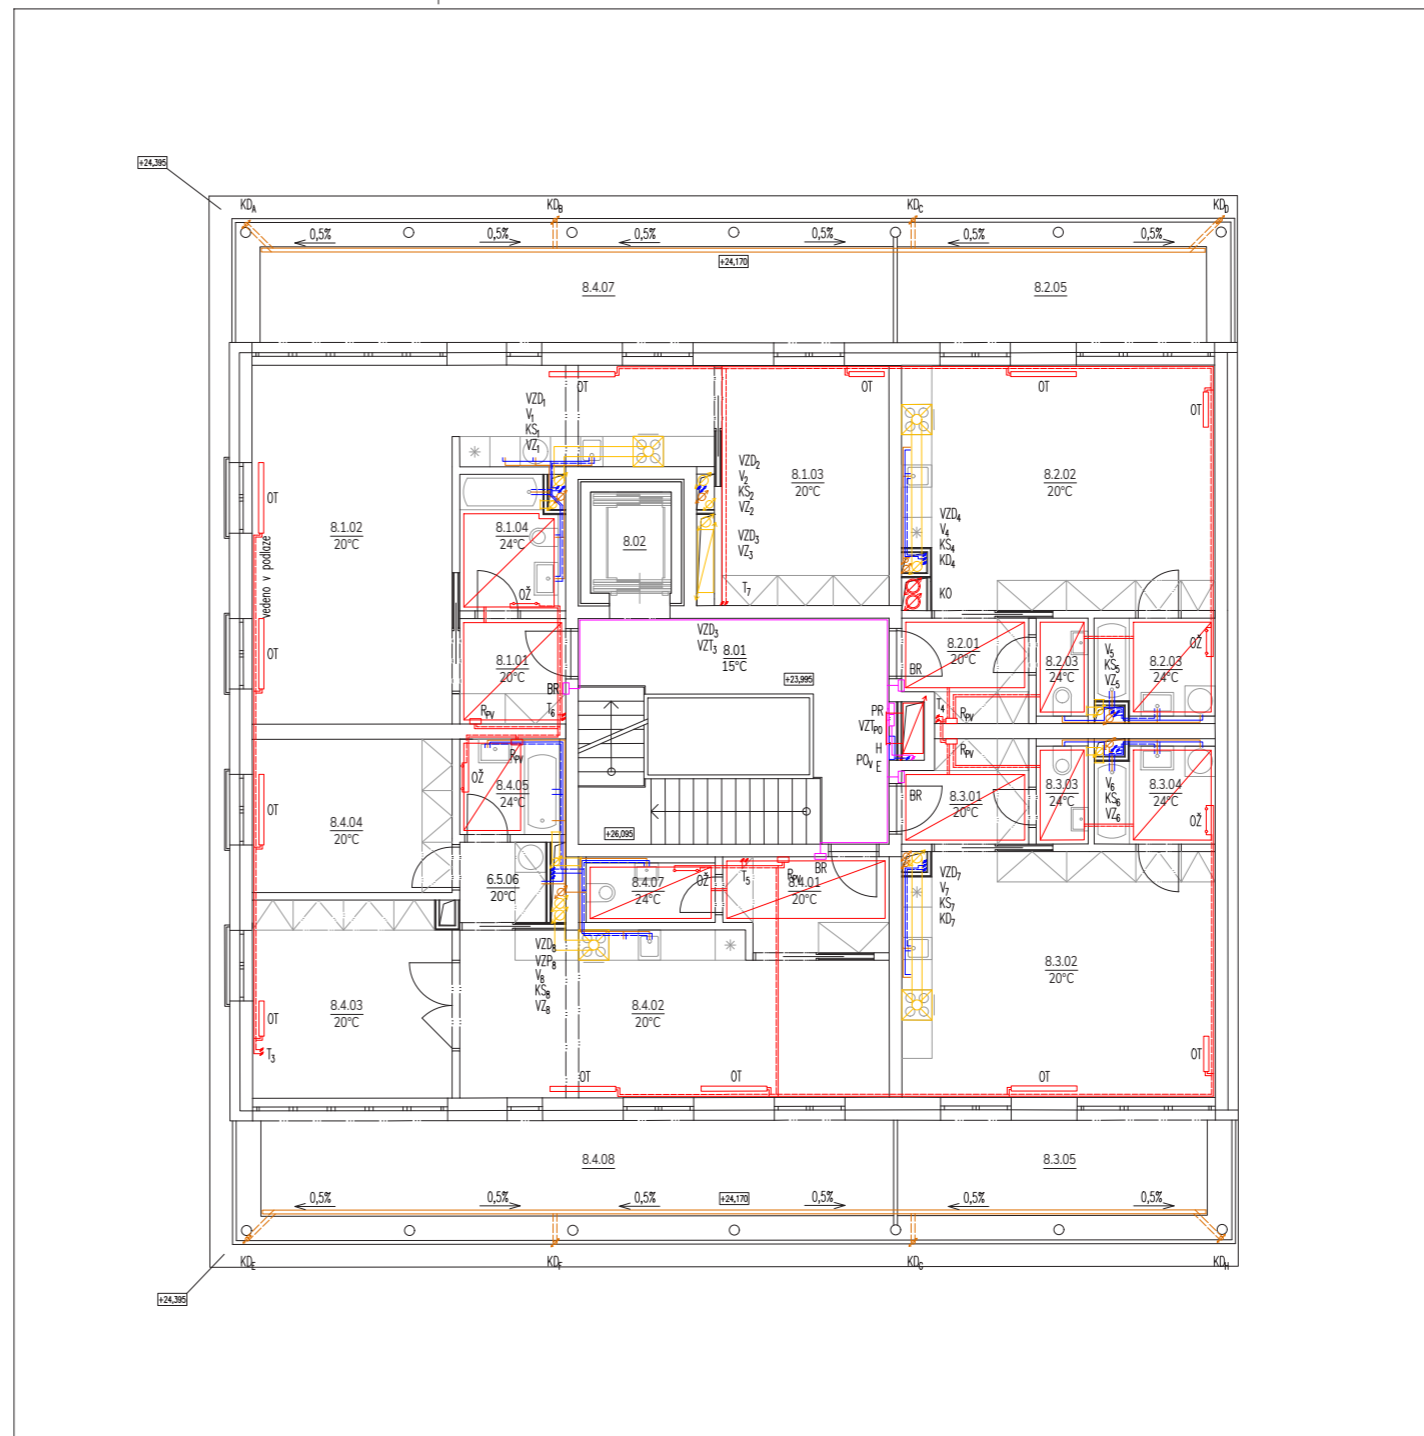 +24,395
KDA KDB KDC KDD
0,5% 0,5% 0,5% 0,5% 0,5% 0,5%
+24,170
8.4.07 8.2.05
OT OT OT OT
VZD1
V1
KS1
VZ1
VZD2
V2
KS2
VZ2
VZD3
VZ3
8.1.03
20°C
8.2.02
20°C
OT
8.1.02
20°C
vedeno v podlaze
8.1.04
24°C
OŽ
8.02
VZD4
V4
KS4
KD4
KO
T7
OT
8.1.01
20°C
BR
RPV T6
VZD3
VZT3
8.01
15°C
+23,995
8.2.01
20°C
BR
8.2.03
24°C
V5
KS5
VZ5
8.2.03
24°C
OŽ
T4
RPV
PR
VZTPO
H
POV E
RPV
RPV
OŽ
8.4.05
24°C
BR
8.3.01
20°C
8.3.03
24°C
V6
KS6
VZ6
8.3.04
24°C
OŽ
OT
8.4.04
20°C
+26,095
BR
6.5.06
20°C
8.4.07
24°C
OŽ
T5
RPV
8.4.01
20°C
VZD7
V7
KS7
KD7
VZD8
VZP8
V8
KS8
VZ8
8.3.02
20°C
OT
8.4.03
20°C
8.4.02
20°C
T3
OT
OT OT OT
8.4.08 8.3.05
0,5% 0,5% 0,5% +24,170 0,5% 0,5% 0,5%
KDE KDF KDG KDH
+24,395